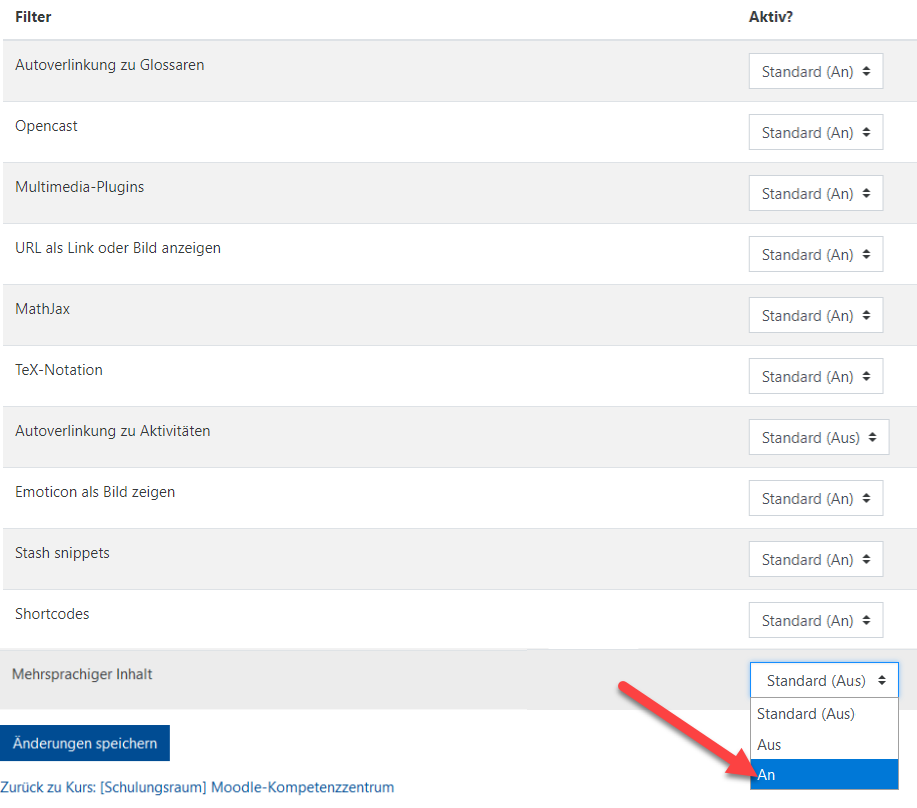 Filter Aktiv?
Autoverlinkung zu Glossaren Standard (An)
Opencast Standard (An)
Multimedia-Plugins Standard (An)
URL als Link oder Bild anzeigen Standard (An)
MathJax Standard (An)
TeX-Notation Standard (An)
Autoverlinkung zu Aktivitäten Standard (Aus)
Emoticon als Bild zeigen Standard (An)
Stash snippets Standard (An)
Shortcodes Standard (An)
Mehrsprachiger Inhalt Standard (Aus)
Standard (Aus)
Aus
An
Änderungen speichern
Zurück zu Kurs: [Schulungsraum] Moodle-Kompetenzzentrum